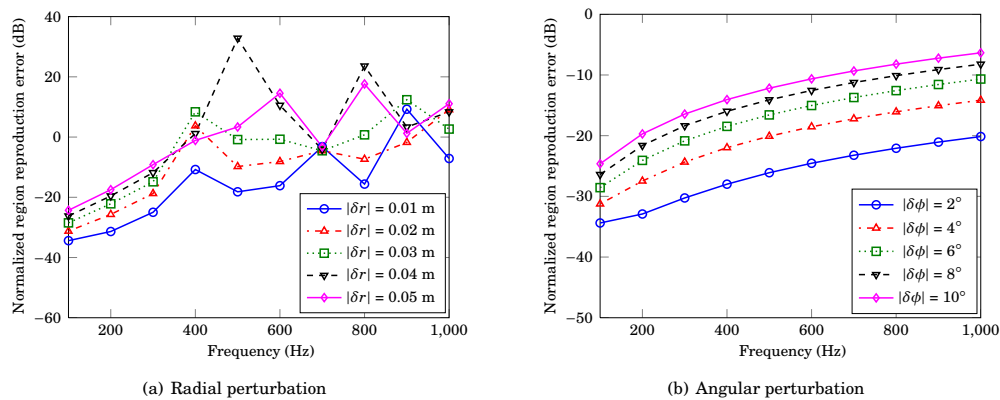 Normalized region reproduction error (dB)
40
20
0
−20
−40
−60
200
400
600
800
1,000
Frequency (Hz)
|δr| = 0.01 m
|δr| = 0.02 m
|δr| = 0.03 m
|δr| = 0.04 m
|δr| = 0.05 m
(a) Radial perturbation
Normalized region reproduction error (dB)
0
−10
−20
−30
−40
−50
200
400
600
800
1,000
Frequency (Hz)
|δϕ| = 2°
|δϕ| = 4°
|δϕ| = 6°
|δϕ| = 8°
|δϕ| = 10°
(b) Angular perturbation